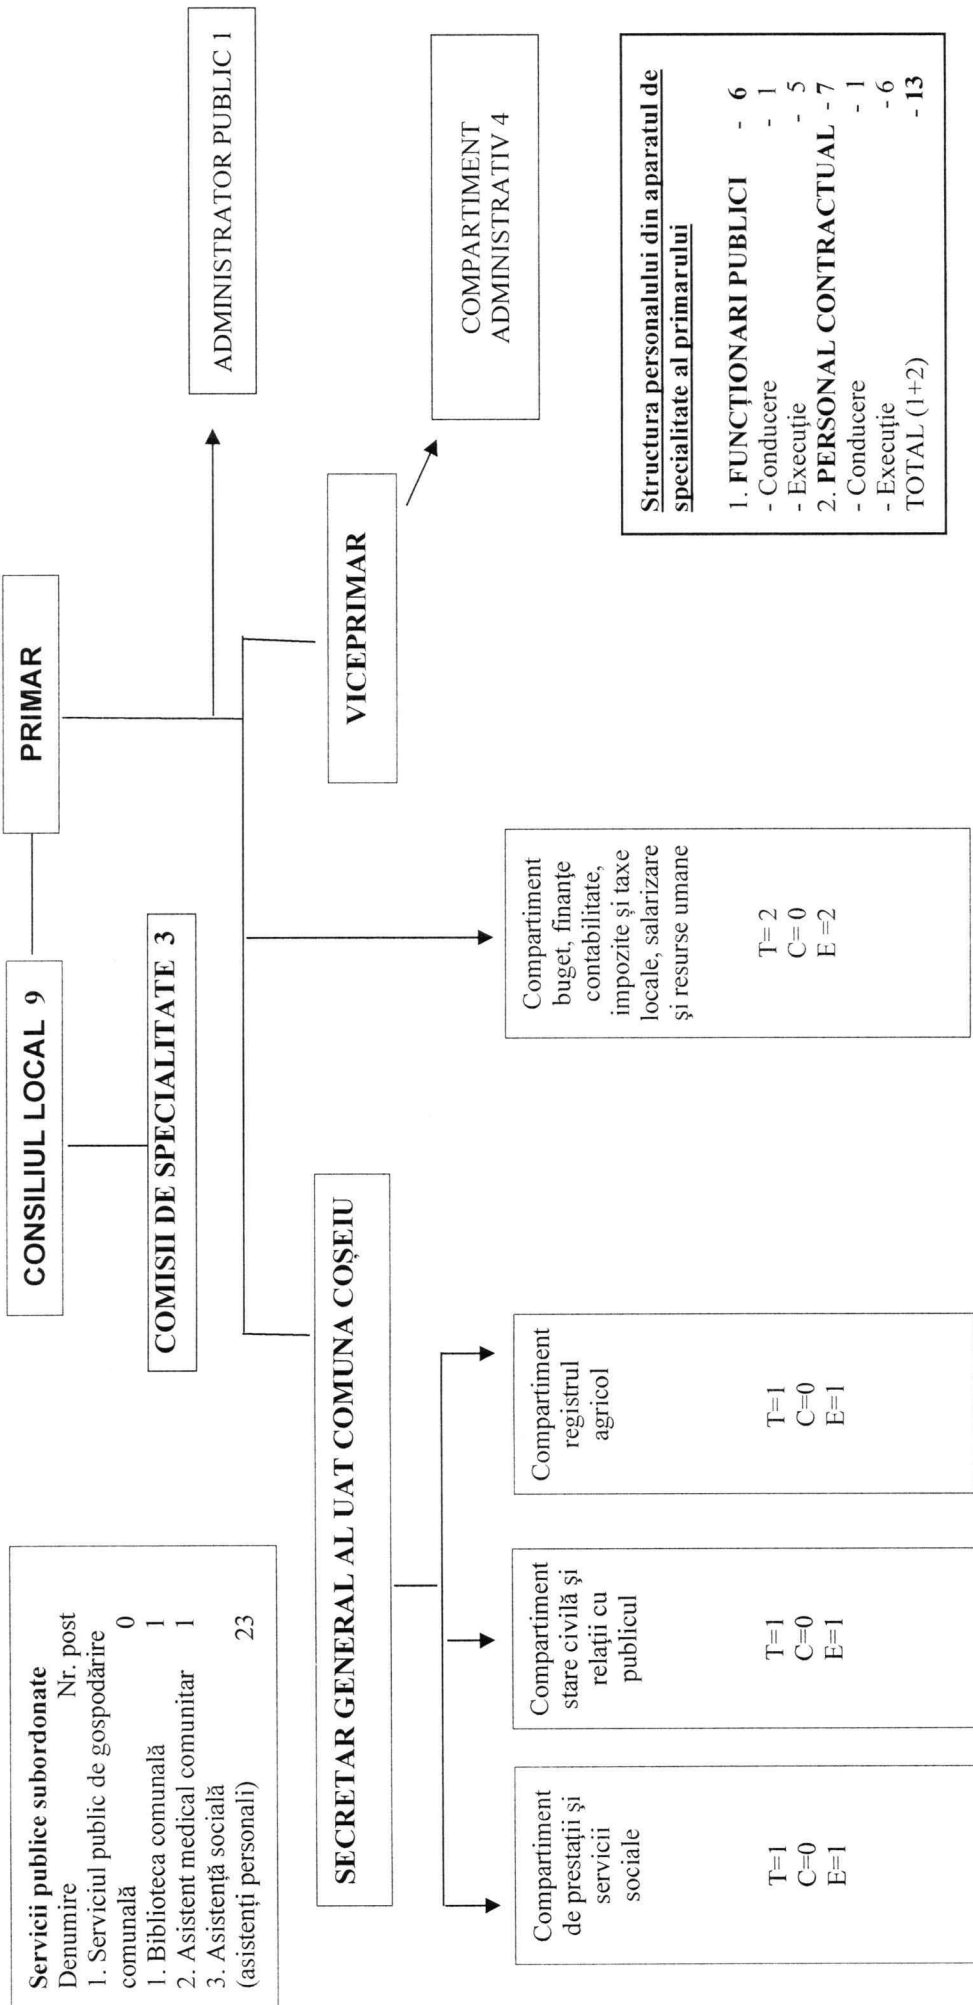 CONSILIUL LOCAL 9
PRIMAR
COMISII DE SPECIALITATE 3
ADMINISTRATOR PUBLIC 1
Servicii publice subordonate
Denumire Nr. post
1. Serviciul public de gospodărire
comunală 0
1. Biblioteca comunală 1
2. Asistent medical comunitar 1
3. Asistență socială
(asistenți personali) 23
SECRETAR GENERAL AL UAT COMUNA COȘEIU
VICEPRIMAR
COMPARTIMENT
ADMINISTRATIV 4
Compartiment
de prestații și
servicii
sociale
T=1
C=0
E=1
Compartiment
stare civilă și
relații cu
publicul
T=1
C=0
E=1
Compartiment
registrul
agricol
T=1
C=0
E=1
Compartiment
buget, finanțe
contabilitate,
impozite și taxe
locale, salarizare
și resurse umane
T= 2
C= 0
E =2
Structura personalului din aparatul de
specialitate al primarului
1. FUNCȚIONARI PUBLICI - 6
- Conducere - 1
- Execuție - 5
2. PERSONAL CONTRACTUAL - 7
- Conducere - 1
- Execuție - 6
TOTAL (1+2) - 13